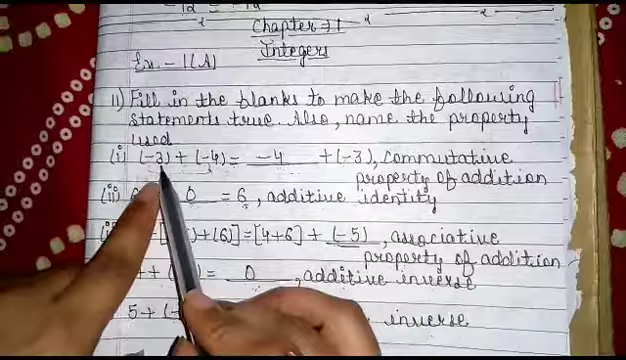 Chapter → 1
Integers
Ex. - 1(A)
11) Fill in the blanks to make the following
statements true. Also, name the property
used
(i) (-3) + (-4) = -4 + (-3), commutative
property of addition
(ii) 0 = 6, additive identity
+ (6)] = [4+6] + (-5), associative
property of addition
+ ( ) = 0, additive inverse
5 + (- inverse